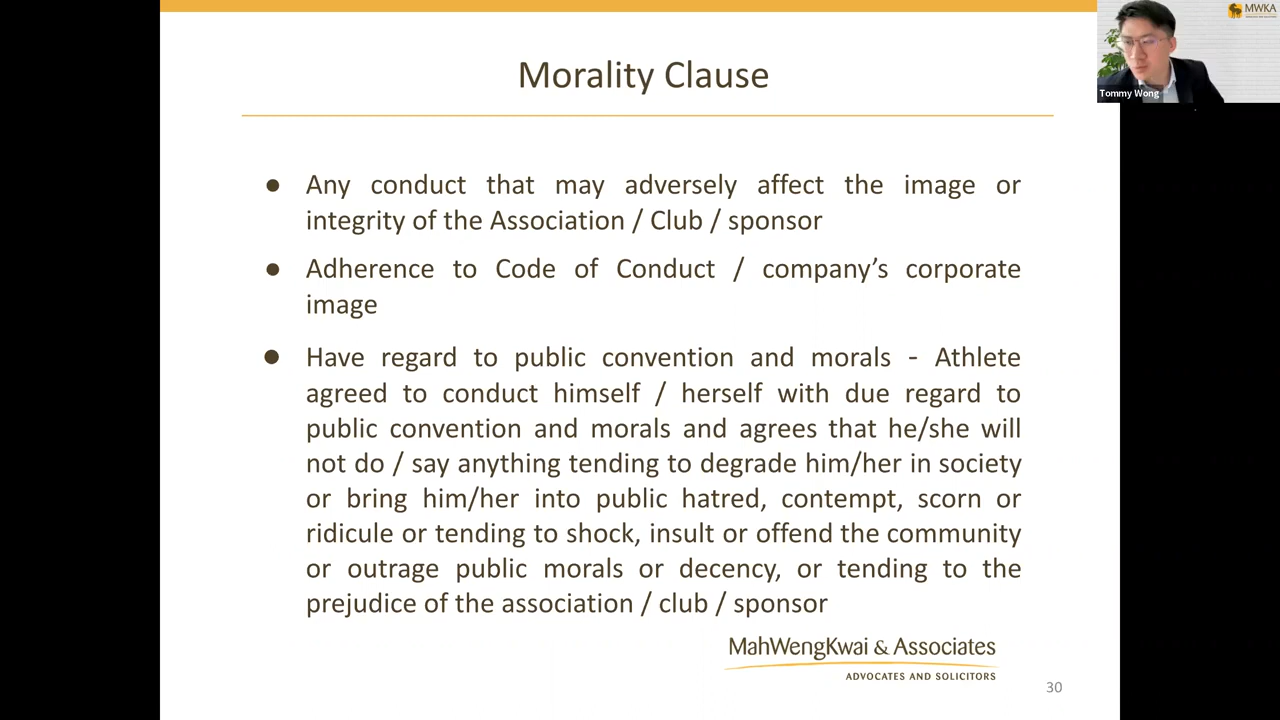 Morality Clause
● Any conduct that may adversely affect the image or
integrity of the Association / Club / sponsor
● Adherence to Code of Conduct / company’s corporate
image
● Have regard to public convention and morals - Athlete
agreed to conduct himself / herself with due regard to
public convention and morals and agrees that he/she will
not do / say anything tending to degrade him/her in society
or bring him/her into public hatred, contempt, scorn or
ridicule or tending to shock, insult or offend the community
or outrage public morals or decency, or tending to the
prejudice of the association / club / sponsor
MahWengKwai & Associates
ADVOCATES AND SOLICITORS
30
MWKA
Tommy Wong